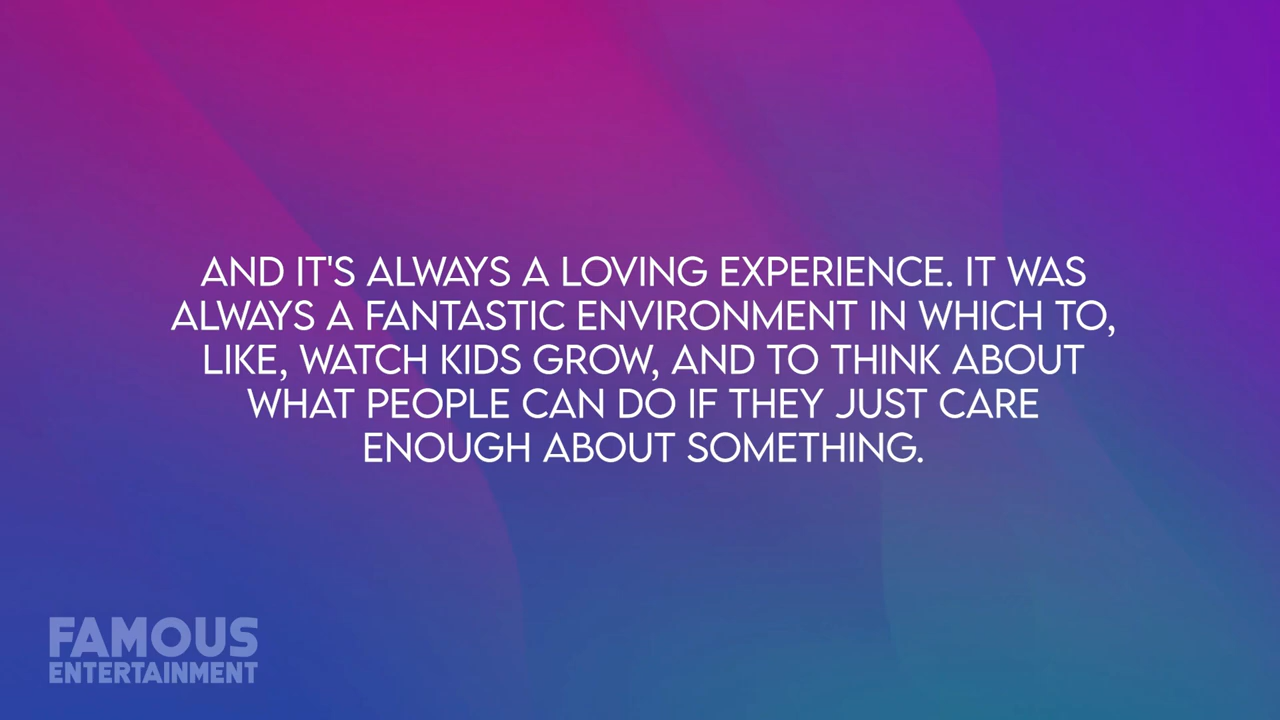 AND IT'S ALWAYS A LOVING EXPERIENCE. IT WAS
ALWAYS A FANTASTIC ENVIRONMENT IN WHICH TO,
LIKE, WATCH KIDS GROW, AND TO THINK ABOUT
WHAT PEOPLE CAN DO IF THEY JUST CARE
ENOUGH ABOUT SOMETHING.
FAMOUS
ENTERTAINMENT